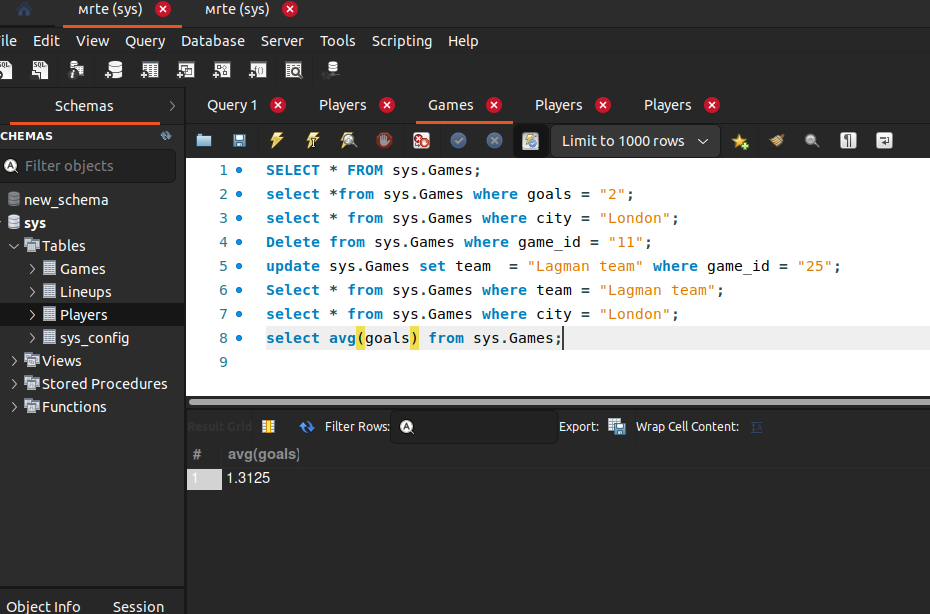 мrte (sys) мrte (sys)
ile Edit View Query Database Server Tools Scripting Help
Schemas
Query 1 Players Games Players Players
CHEMAS
Filter objects
Limit to 1000 rows
new_schema
sys
Tables
Games
Lineups
Players
sys_config
Views
Stored Procedures
Functions
1 SELECT * FROM sys.Games;
2 select *from sys.Games where goals = "2";
3 select * from sys.Games where city = "London";
4 Delete from sys.Games where game_id = "11";
5 update sys.Games set team  = "Lagman team" where game_id = "25";
6 Select * from sys.Games where team = "Lagman team";
7 select * from sys.Games where city = "London";
8 select avg(goals) from sys.Games;
9
Result Grid Filter Rows: Export: Wrap Cell Content:
# avg(goals)
1 1.3125
Object Info Session